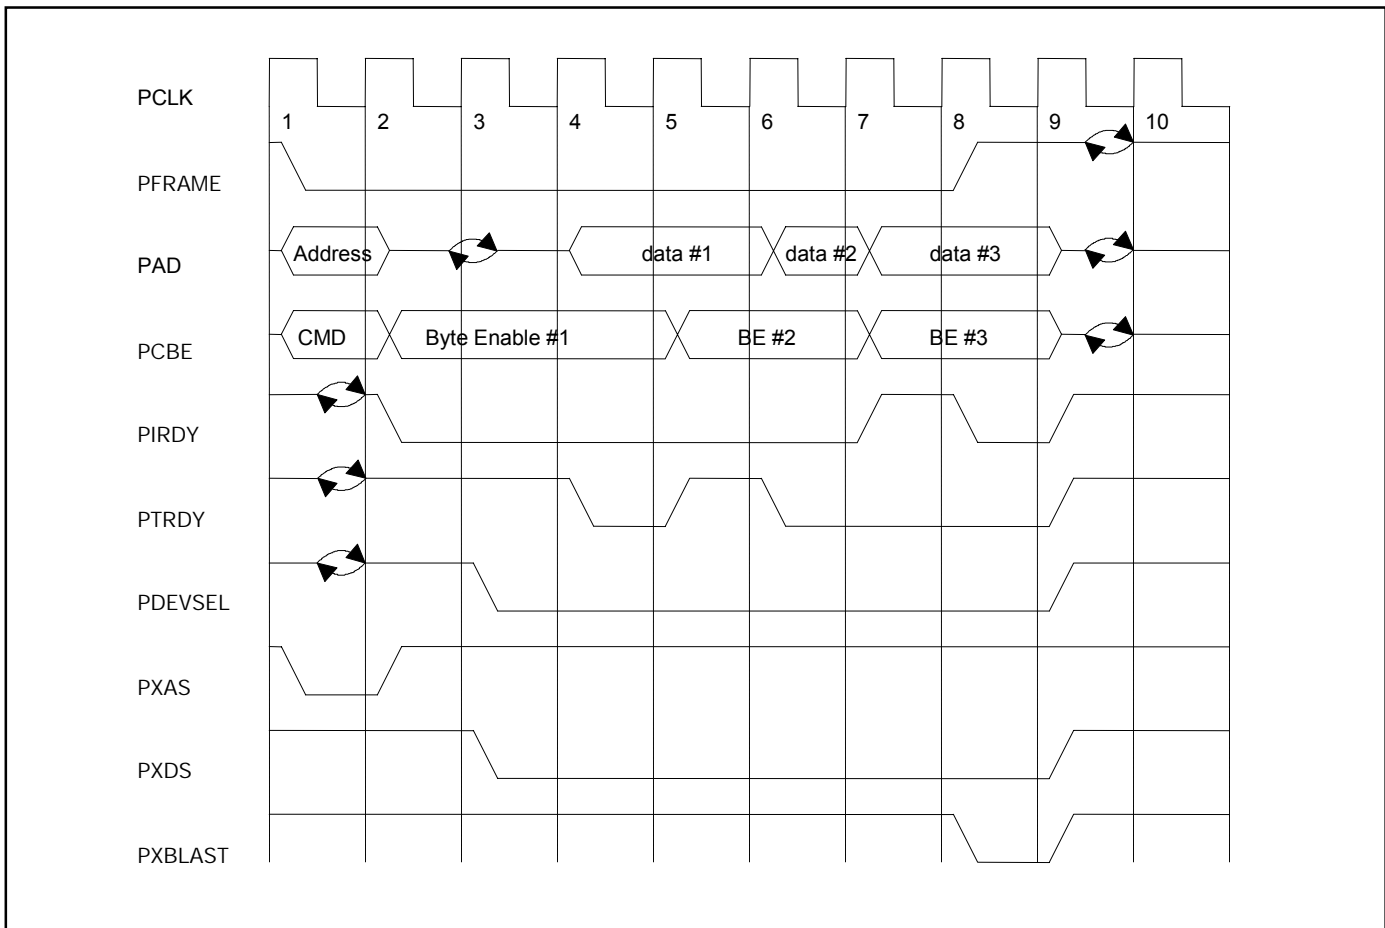 PCLK
1 2 3 4 5 6 7 8 9 10
PFRAME
PAD
Address data #1 data #2 data #3
PCBE
CMD Byte Enable #1 BE #2 BE #3
PIRDY
PTRDY
PDEVSEL
PXAS
PXDS
PXBLAST